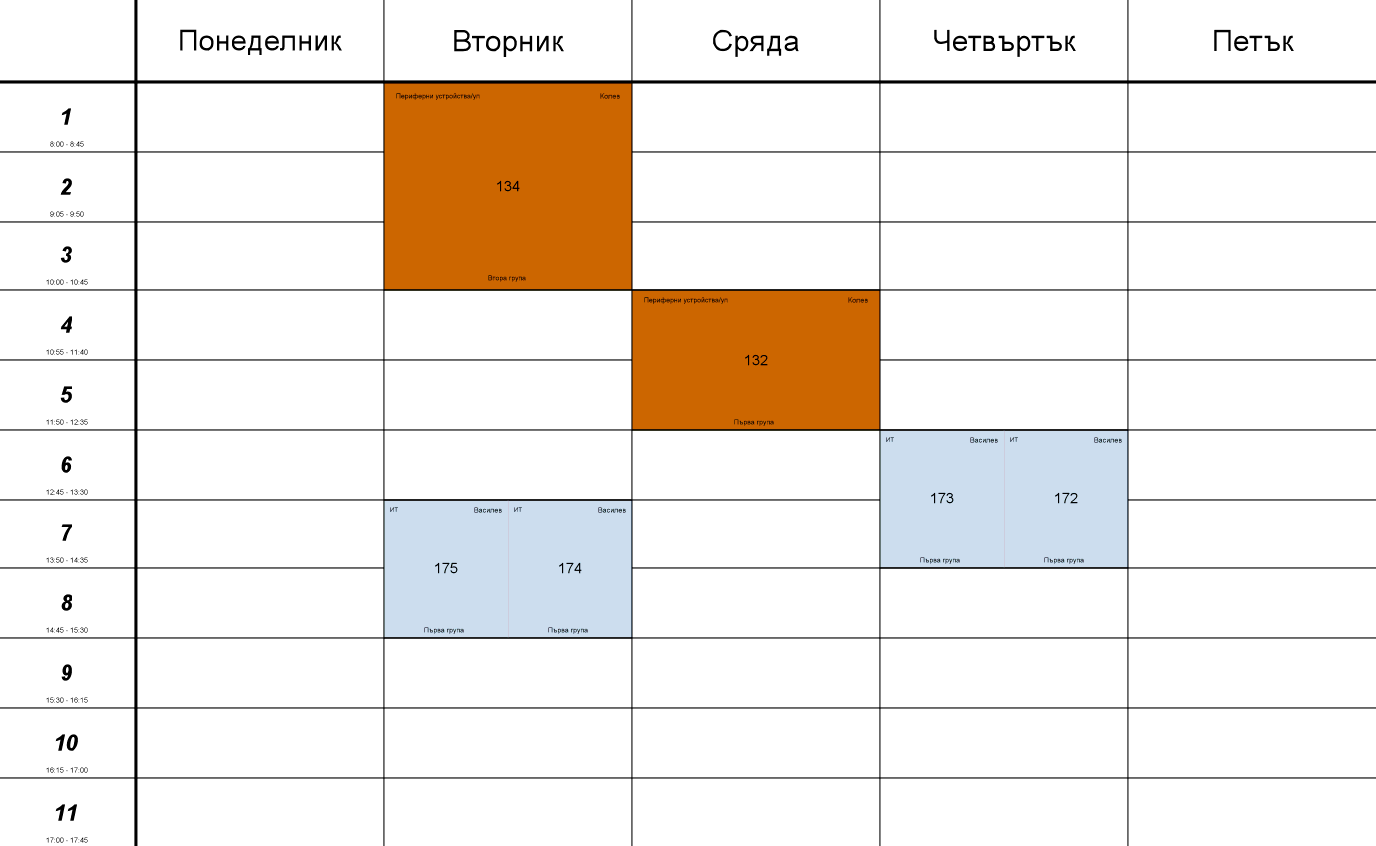 Понеделник Вторник Сряда Четвъртък Петък
1
8:00 - 8:45
Периферни устройства/уп Колев
2
9:05 - 9:50
134
3
10:00 - 10:45
Втора група
4
10:55 - 11:40
Периферни устройства/уп Колев
132
5
11:50 - 12:35
Първа група
6
12:45 - 13:30
ИТ Василев ИТ Василев
173 172
7
13:50 - 14:35
Първа група Първа група
ИТ Василев ИТ Василев
175 174
8
14:45 - 15:30
Първа група Първа група
9
15:30 - 16:15
10
16:15 - 17:00
11
17:00 - 17:45